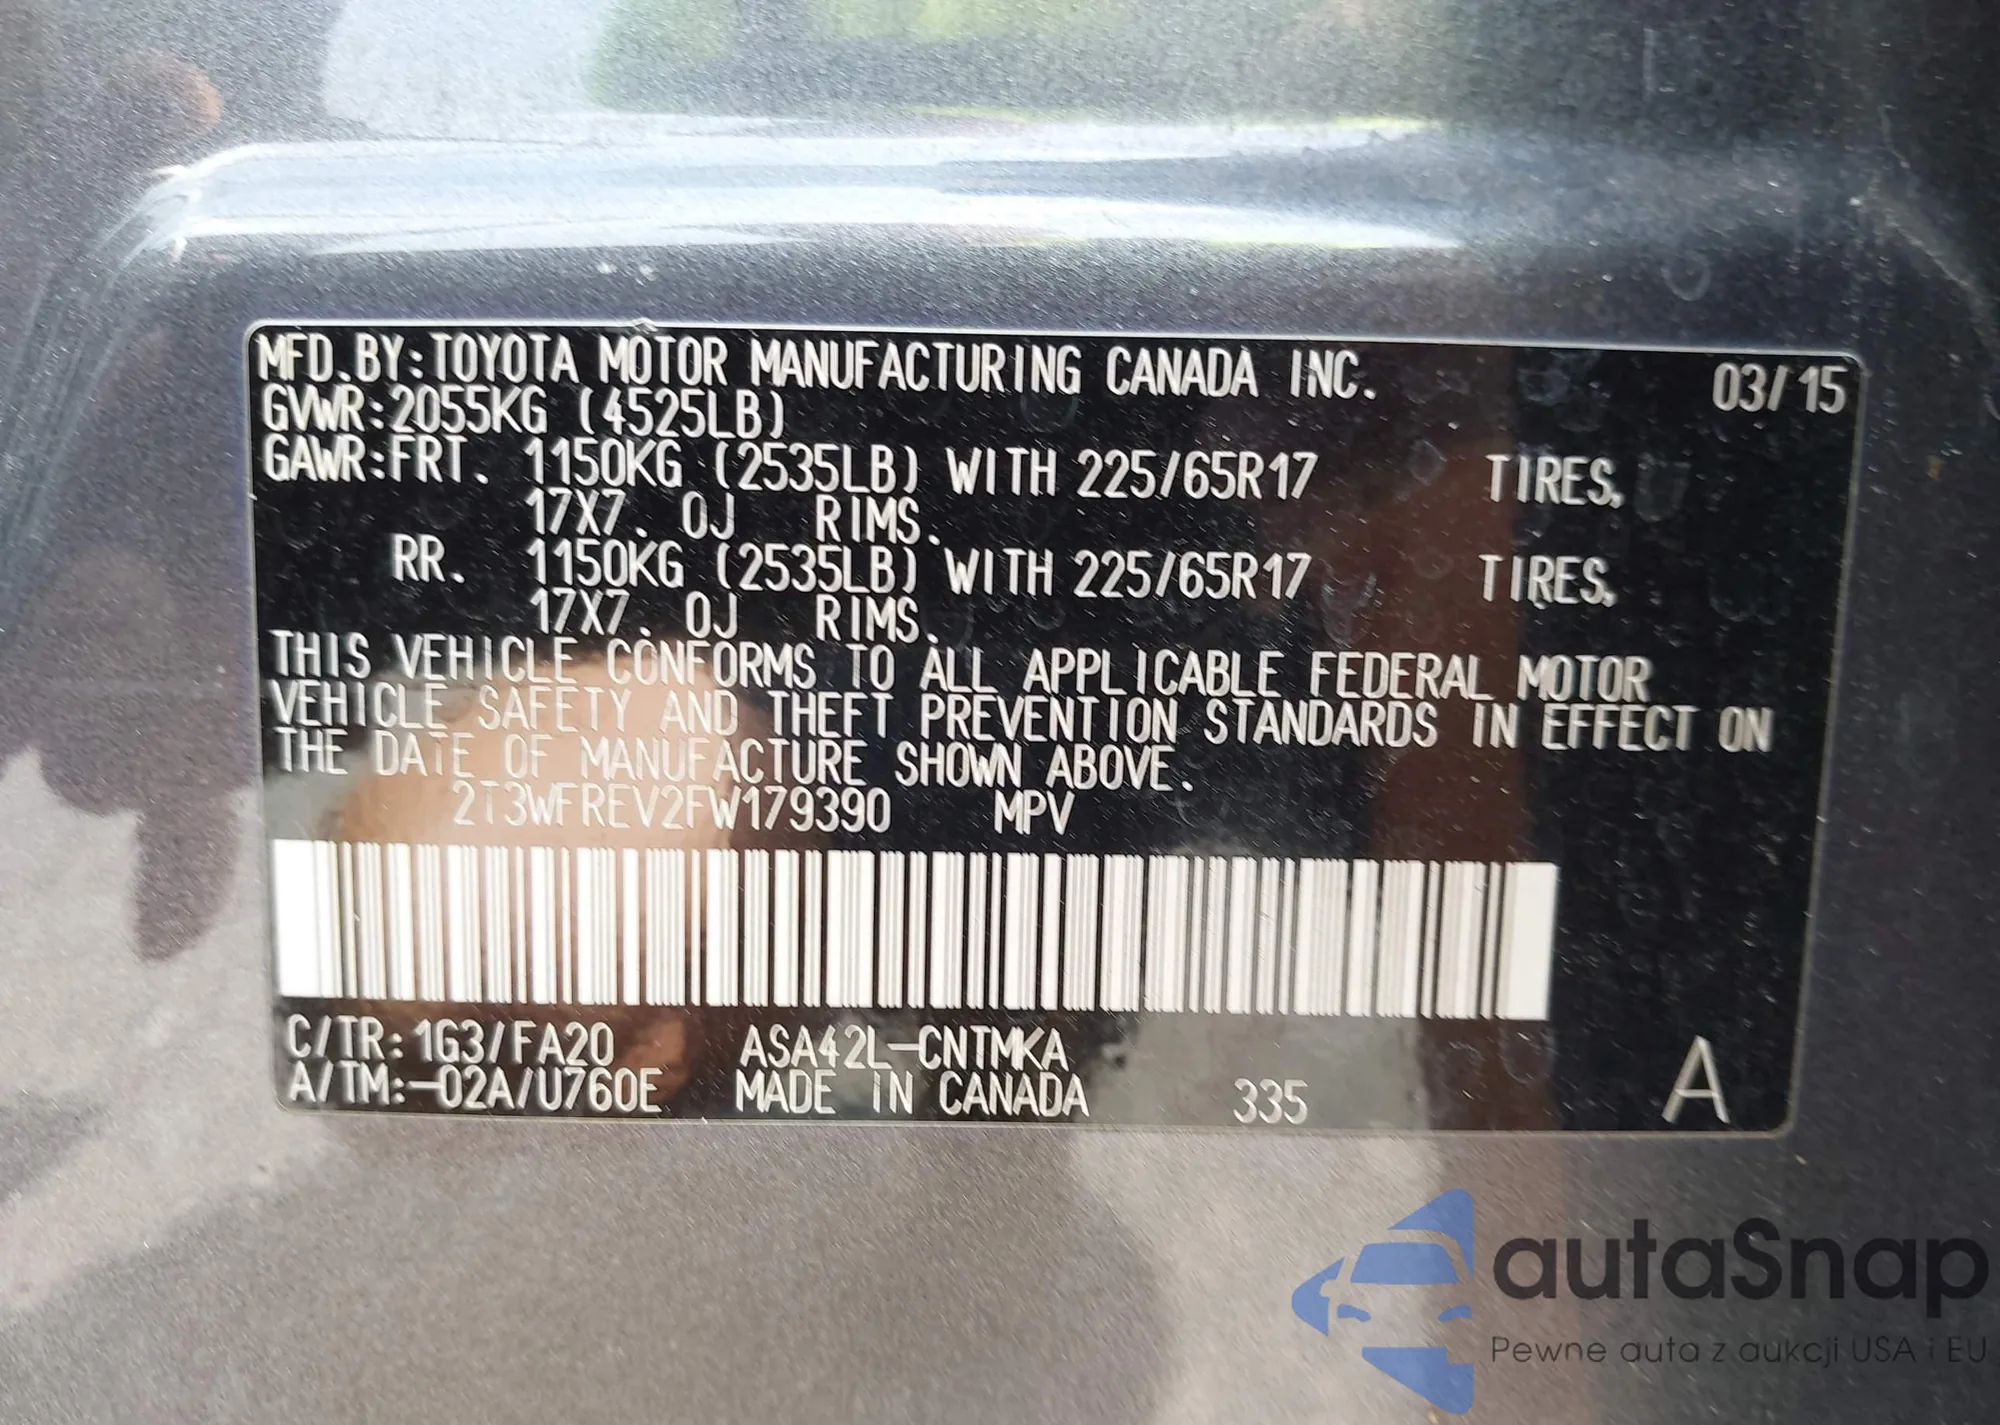 MFD.BY:TOYOTA MOTOR MANUFACTURING CANADA INC. 03/15
GVWR:2055KG (4525LB)
GAWR:FRT. 1150KG (2535LB) WITH 225/65R17 TIRES,
17X7.0J RIMS.
RR. 1150KG (2535LB) WITH 225/65R17 TIRES,
17X7.0J RIMS.
THIS VEHICLE CONFORMS TO ALL APPLICABLE FEDERAL MOTOR
VEHICLE SAFETY AND THEFT PREVENTION STANDARDS IN EFFECT ON
THE DATE OF MANUFACTURE SHOWN ABOVE.
2T3WFREV2FW179390 MPV
C/TR:1G3/FA20 ASA42L-CNTMKA
A/TM:-02A/U760E MADE IN CANADA 335 A
autaSnap
Pewne auta z aukcji USA i EU